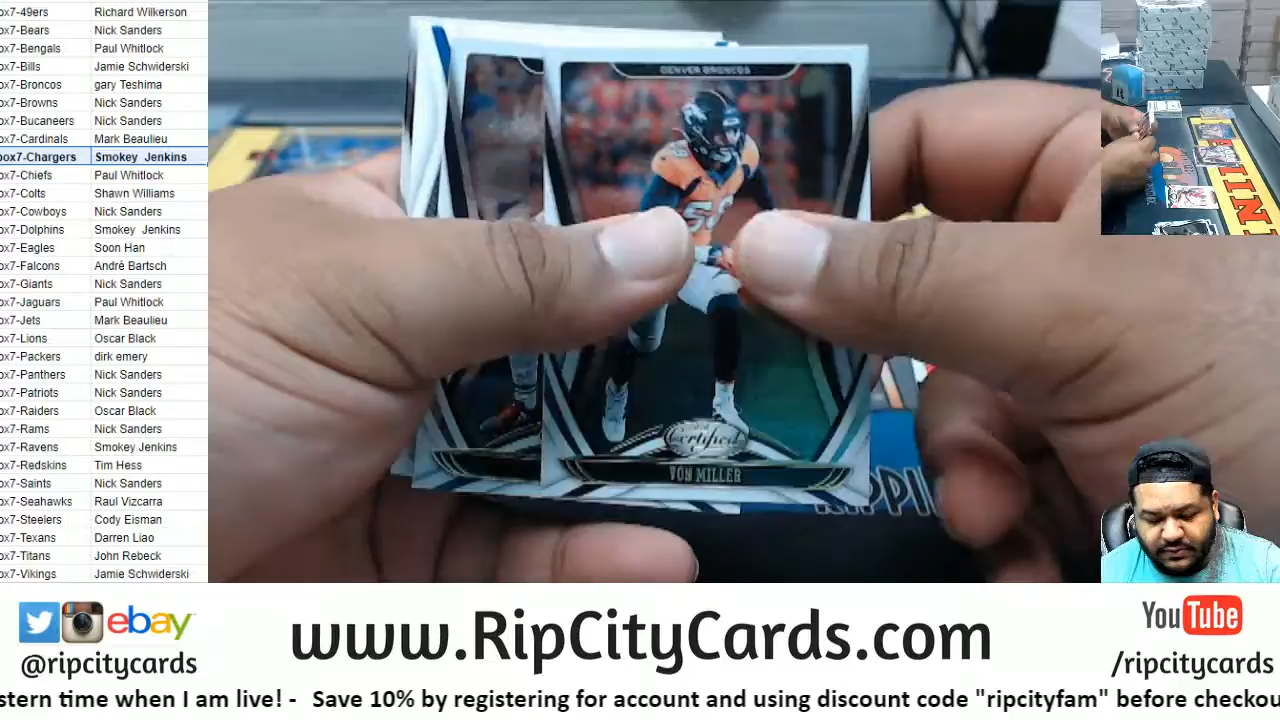 ox7-49ers Richard Wilkerson
ox7-Bears Nick Sanders
ox7-Bengals Paul Whitlock
ox7-Bills Jamie Schwiderski
ox7-Broncos gary Teshima
ox7-Browns Nick Sanders
ox7-Bucaneers Nick Sanders
ox7-Cardinals Mark Beaulieu
box7-Chargers Smokey Jenkins
ox7-Chiefs Paul Whitlock
ox7-Colts Shawn Williams
ox7-Cowboys Nick Sanders
ox7-Dolphins Smokey Jenkins
ox7-Eagles Soon Han
ox7-Falcons Andrè Bartsch
ox7-Giants Nick Sanders
ox7-Jaguars Paul Whitlock
ox7-Jets Mark Beaulieu
ox7-Lions Oscar Black
ox7-Packers dirk emery
ox7-Panthers Nick Sanders
ox7-Patriots Nick Sanders
ox7-Raiders Oscar Black
ox7-Rams Nick Sanders
ox7-Ravens Smokey Jenkins
ox7-Redskins Tim Hess
ox7-Saints Nick Sanders
ox7-Seahawks Raul Vizcarra
ox7-Steelers Cody Eisman
ox7-Texans Darren Liao
ox7-Titans John Rebeck
ox7-Vikings Jamie Schwiderski
DENVER BRONCOS
58
Certified
VON MILLER
RIPPI
ebay
@ripcitycards
www.RipCityCards.com
YouTube
/ripcitycards
stern time when I am live! - Save 10% by registering for account and using discount code "ripcityfam" before checkou